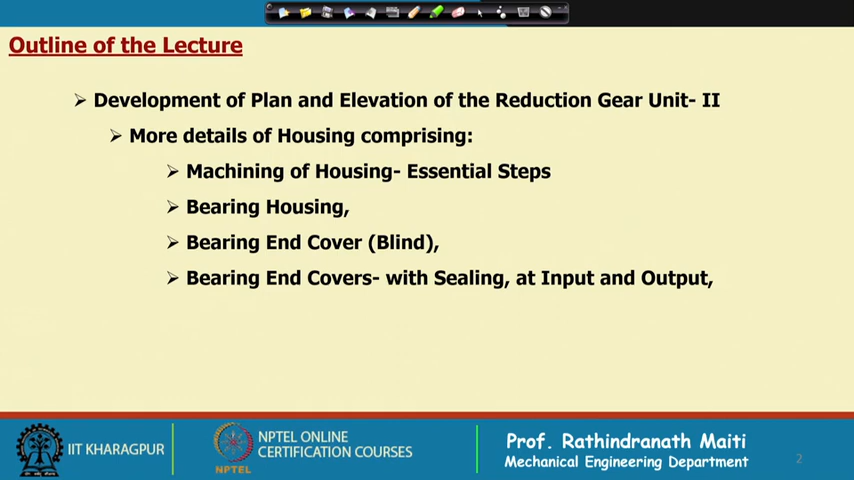 Outline of the Lecture
Development of Plan and Elevation of the Reduction Gear Unit- II
More details of Housing comprising:
Machining of Housing- Essential Steps
Bearing Housing,
Bearing End Cover (Blind),
Bearing End Covers- with Sealing, at Input and Output,
IIT KHARAGPUR
NPTEL
NPTEL ONLINE
CERTIFICATION COURSES
Prof. Rathindranath Maiti
Mechanical Engineering Department
2